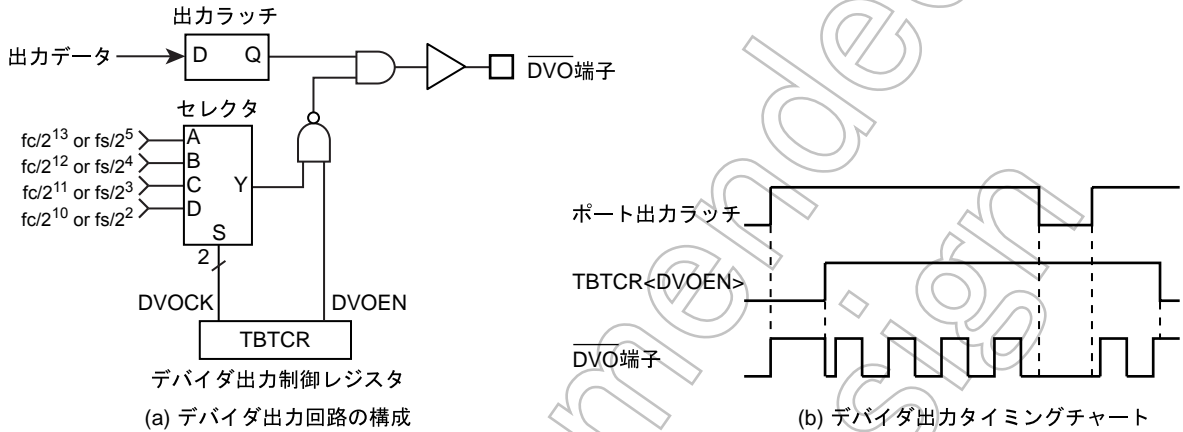 出力ラッチ
出力データ
D Q
DVO端子
セレクタ
fc/2^13 or fs/2^5
A
fc/2^12 or fs/2^4
B
fc/2^11 or fs/2^3
C
Y
fc/2^10 or fs/2^2
D
S
2
DVOCK
DVOEN
TBTCR
デバイダ出力制御レジスタ
(a) デバイダ出力回路の構成
ポート出力ラッチ
TBTCR<DVOEN>
DVO端子
(b) デバイダ出力タイミングチャート